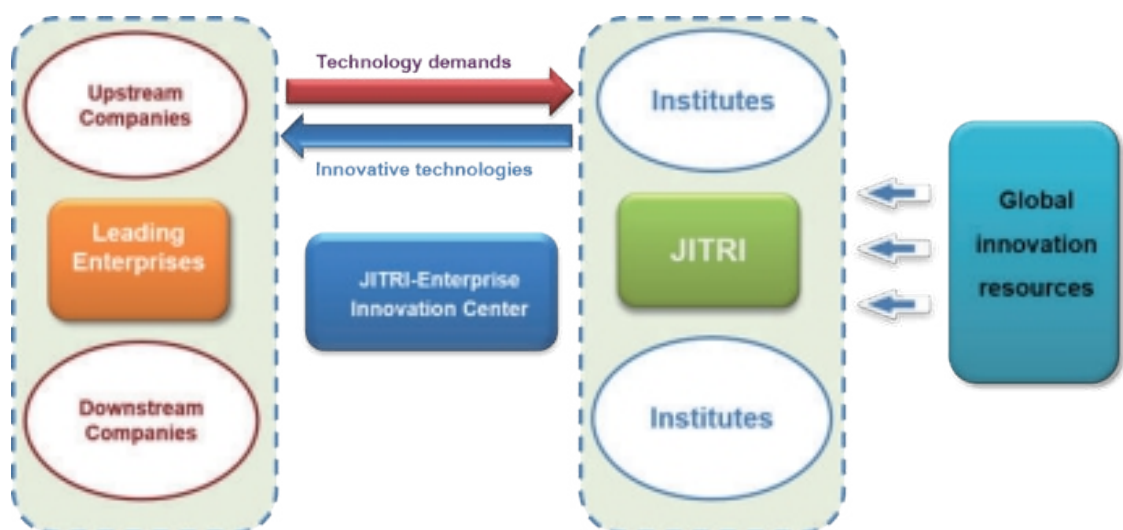 Upstream
Companies
Leading
Enterprises
Downstream
Companies
Technology demands
Innovative technologies
JITRI-Enterprise
Innovation Center
Institutes
JITRI
Institutes
Global
innovation
resources